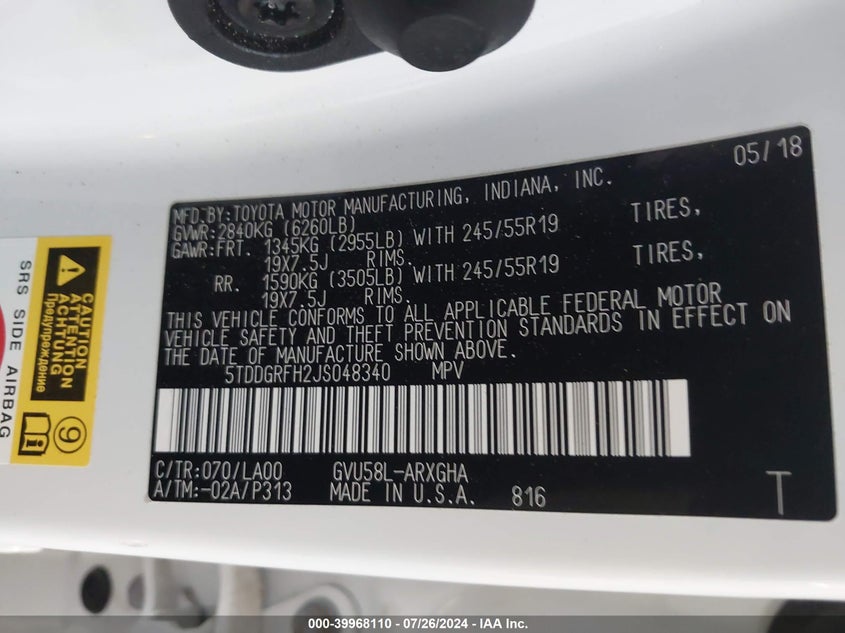 05/18
MFD.BY:TOYOTA MOTOR MANUFACTURING, INDIANA, INC.
GVWR:2840KG (6260LB)
GAWR:FRT. 1345KG (2955LB) WITH 245/55R19 TIRES,
19X7.5J RIMS.
RR. 1590KG (3505LB) WITH 245/55R19 TIRES,
19X7.5J RIMS.
THIS VEHICLE CONFORMS TO ALL APPLICABLE FEDERAL MOTOR
VEHICLE SAFETY AND THEFT PREVENTION STANDARDS IN EFFECT ON
THE DATE OF MANUFACTURE SHOWN ABOVE.
5TDDGRFH2JS048340 MPV
C/TR:070/LA00 GVU58L-ARXGHA
A/TM:-02A/P313 MADE IN U.S.A. 816 T
CAUTION
ATTENTION
ACHTUNG
Предупреждение
SRS SIDE AIRBAG
9
000-39968110 - 07/26/2024 - IAA Inc.